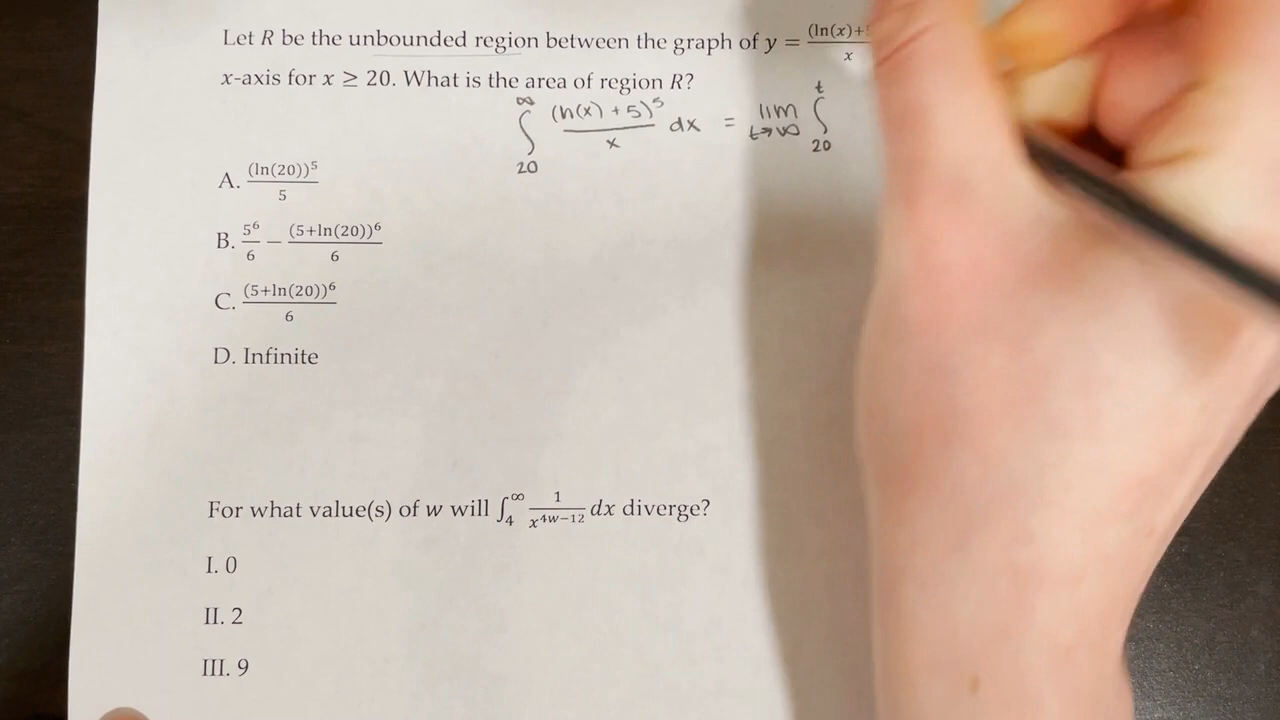 Let R be the unbounded region between the graph of y = (ln(x)+ / x
x-axis for x ≥ 20. What is the area of region R?
∫_20^∞ (ln(x) + 5)^5 / x dx = lim t→∞ ∫_20^t
A. (ln(20))^5 / 5
B. 5^6 / 6 − (5+ln(20))^6 / 6
C. (5+ln(20))^6 / 6
D. Infinite
For what value(s) of w will ∫_4^∞ 1 / x^(4w−12) dx diverge?
I. 0
II. 2
III. 9